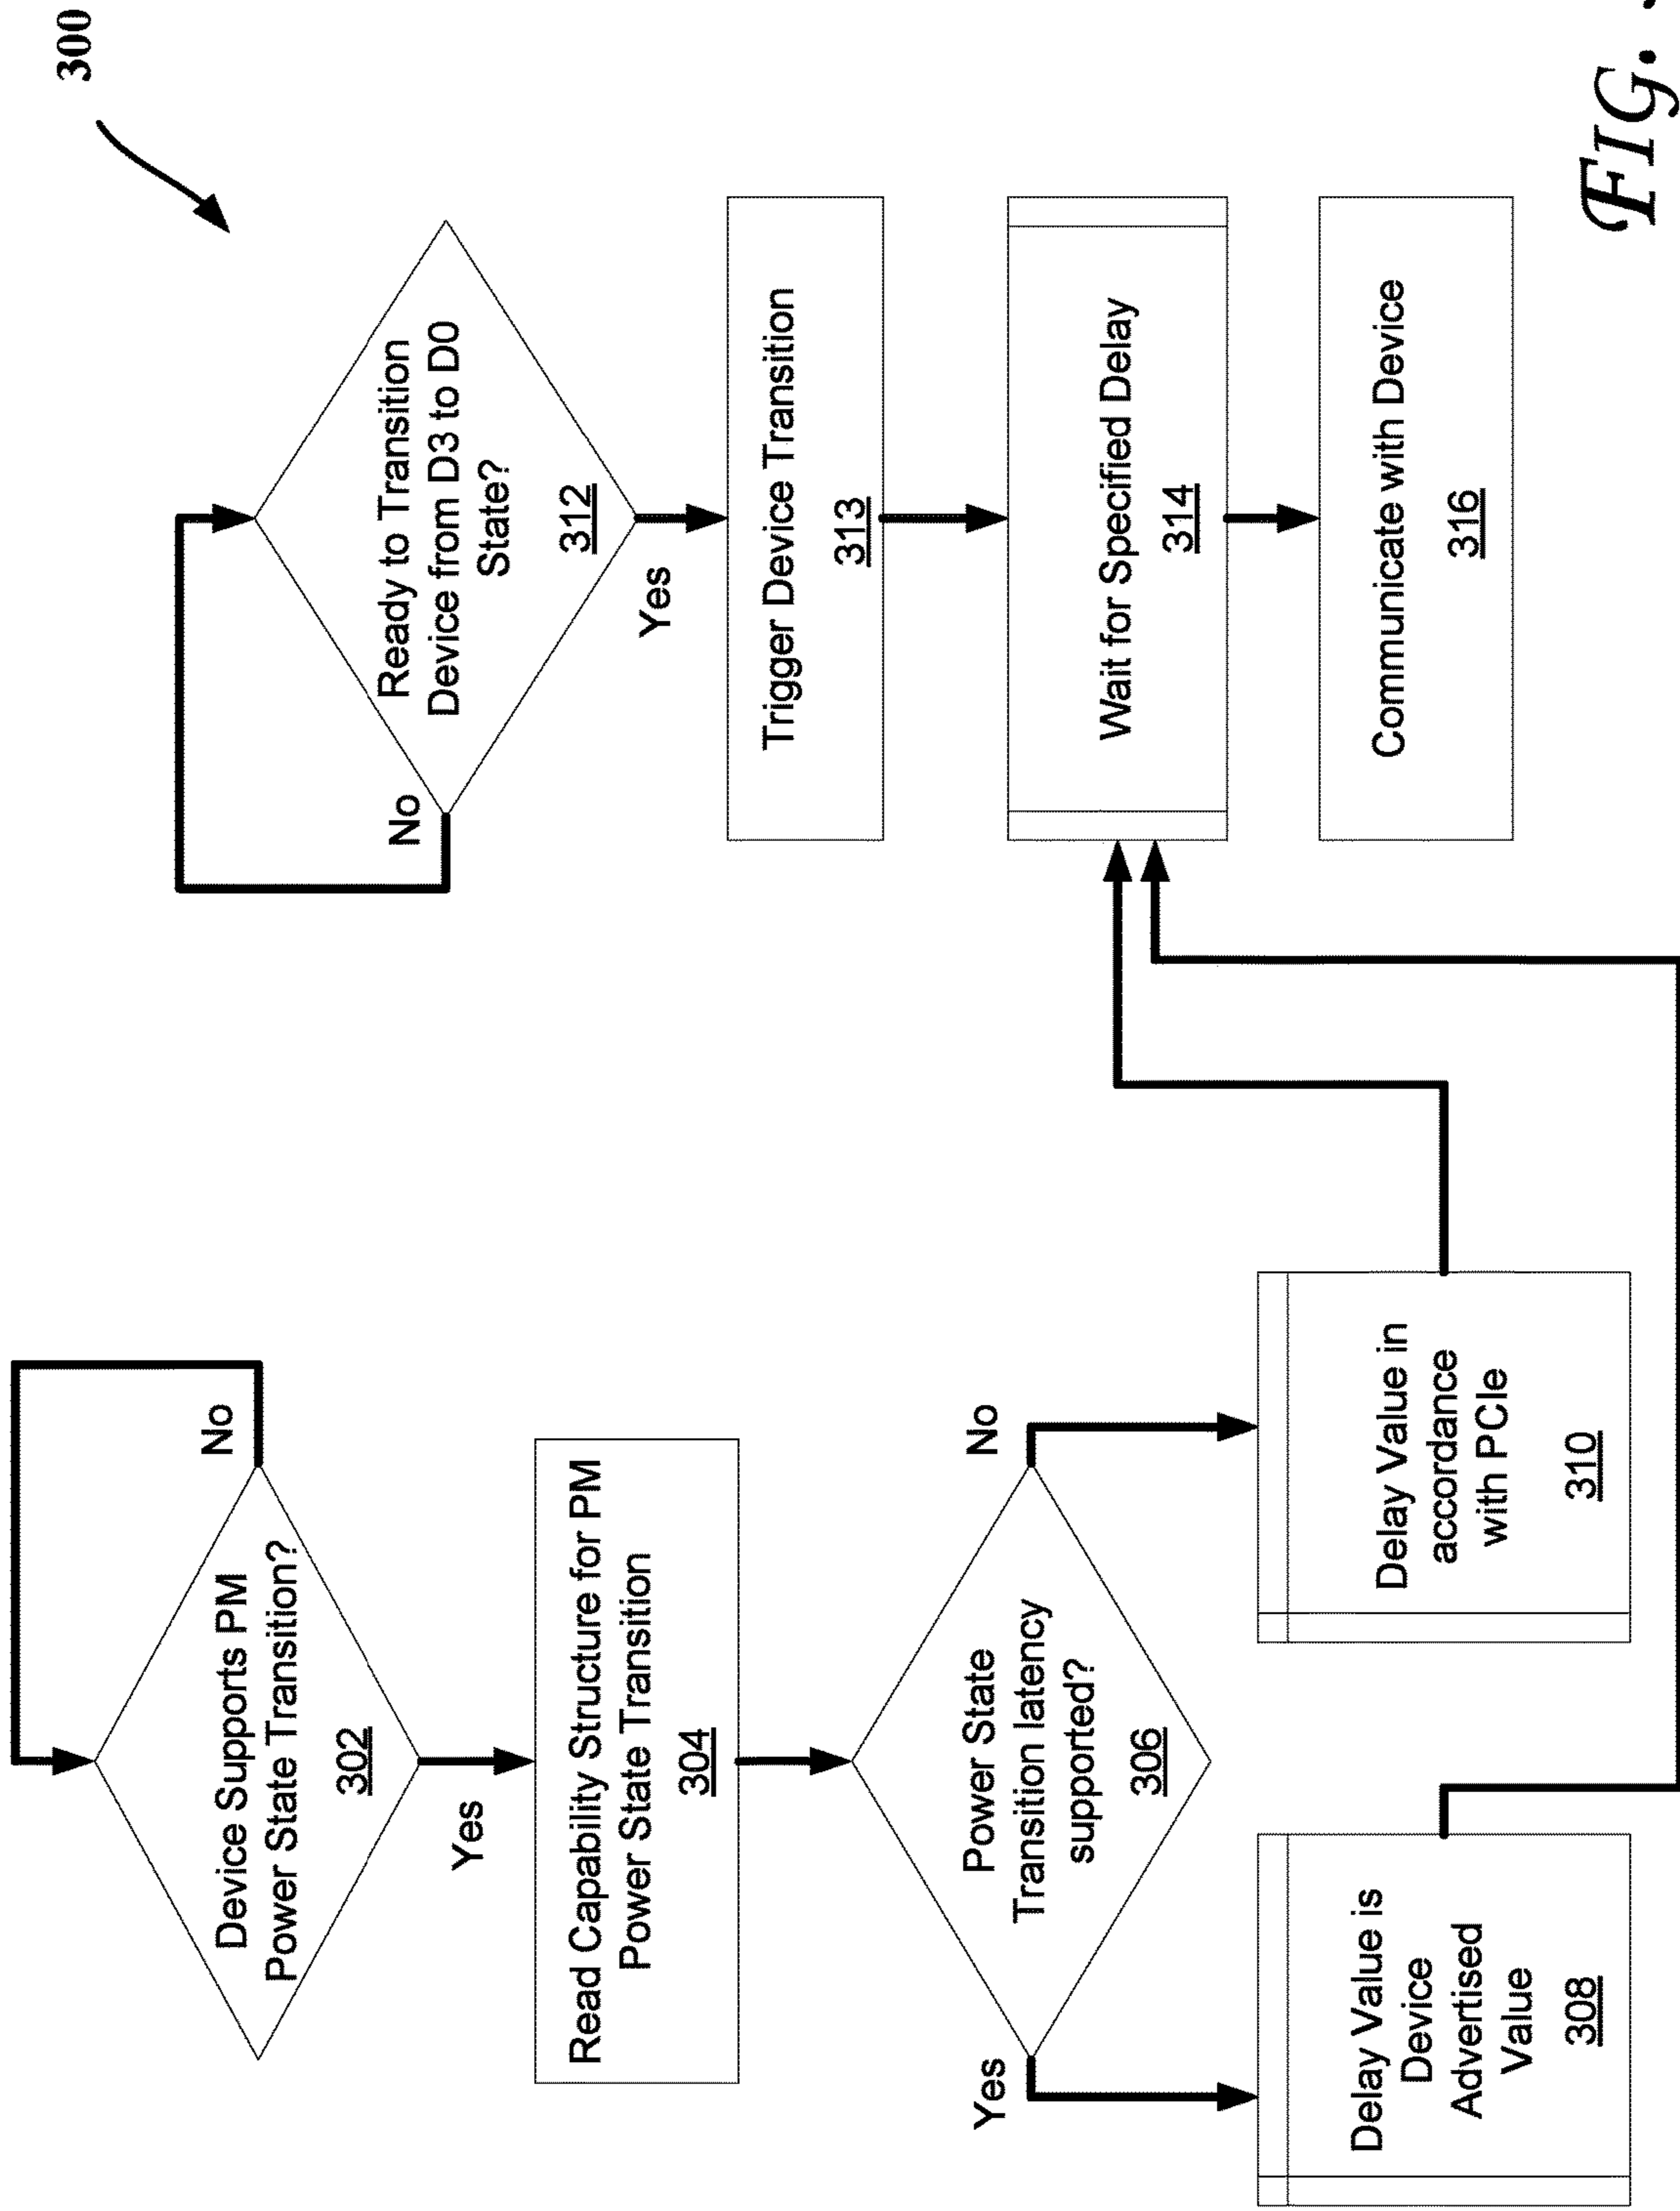 300
Device Supports PM
Power State Transition?
302
No
Yes
Read Capability Structure for PM
Power State Transition
304
Power State
Transition latency
supported?
306
Yes
No
Delay Value is
Device
Advertised
Value
308
Delay Value in
accordance
with PCIe
310
Ready to Transition
Device from D3 to D0
State?
312
No
Yes
Trigger Device Transition
313
Wait for Specified Delay
314
Communicate with Device
316
FIG.